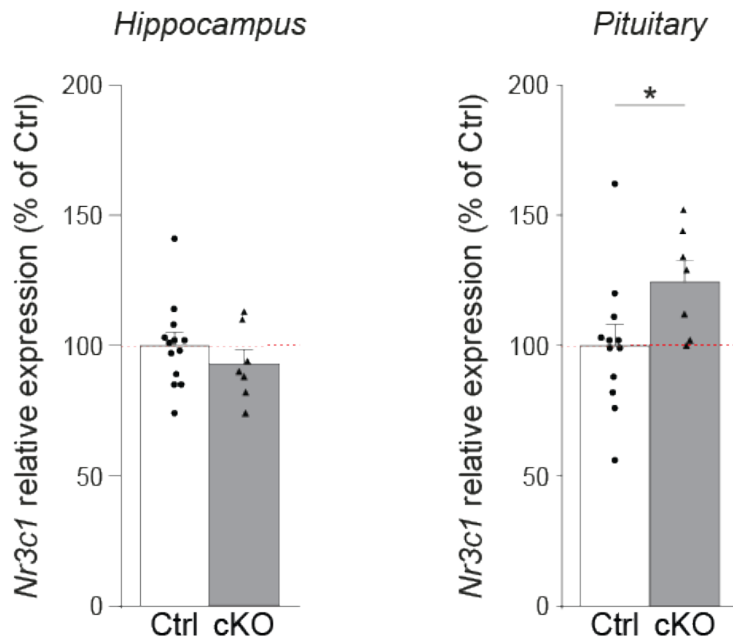 Hippocampus
Nr3c1 relative expression (% of Ctrl)
200
150
100
50
0
Ctrl cKO
Pituitary
Nr3c1 relative expression (% of Ctrl)
200
150
100
50
0
*
Ctrl cKO